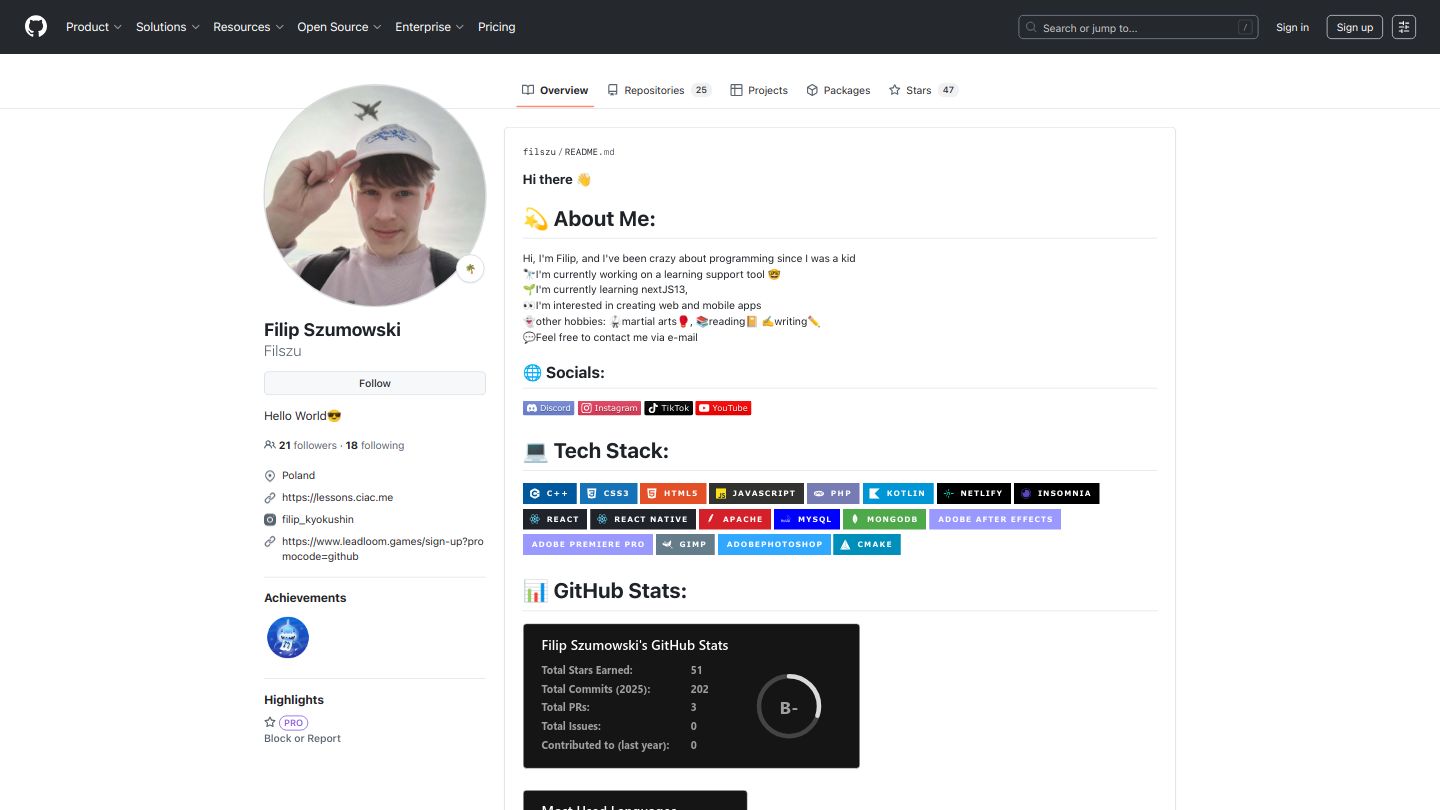 Product
Solutions
Resources
Open Source
Enterprise
Pricing
Search or jump to...
/
Sign in
Sign up
Overview
Repositories 25
Projects
Packages
Stars 47
Filip Szumowski
Filszu
Follow
Hello World😎
21 followers · 18 following
Poland
https://lessons.ciac.me
filip_kyokushin
https://www.leadloom.games/sign-up?pro
mocode=github
Achievements
Highlights
PRO
Block or Report
filszu/README.md
Hi there 👋
💫 About Me:
Hi, I'm Filip, and I've been crazy about programming since I was a kid
🔭I'm currently working on a learning support tool 🤓
🌱I'm currently learning nextJS13,
👀I'm interested in creating web and mobile apps
👻other hobbies: 🥋martial arts🥊, 📚reading📔 ✍️writing✏️
💬Feel free to contact me via e-mail
🌐 Socials:
Discord Instagram TikTok YouTube
💻 Tech Stack:
C++ CSS3 HTML5 JAVASCRIPT PHP KOTLIN NETLIFY INSOMNIA
REACT REACT NATIVE APACHE MYSQL MONGODB ADOBE AFTER EFFECTS
ADOBE PREMIERE PRO GIMP ADOBEPHOTOSHOP CMAKE
📊 GitHub Stats:
Filip Szumowski's GitHub Stats
Total Stars Earned: 51
Total Commits (2025): 202
Total PRs: 3
Total Issues: 0
Contributed to (last year): 0
B-
Most Used Languages